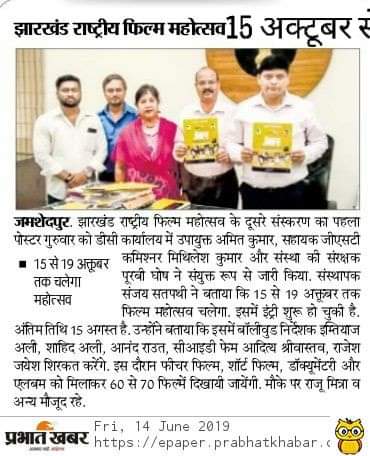 झारखंड राष्ट्रीय फिल्म महोत्सव 15 अक्टूबर से
जमशेदपुर. झारखंड राष्ट्रीय फिल्म महोत्सव के दूसरे संस्करण का पहला
पोस्टर गुरुवार को डीसी कार्यालय में उपायुक्त अमित कुमार, सहायक जीएसटी
■ 15 से 19 अक्तूबर
तक चलेगा
महोत्सव
कमिश्नर मिथिलेश कुमार और संस्था की संरक्षक
पूरबी घोष ने संयुक्त रूप से जारी किया. संस्थापक
संजय सतपथी ने बताया कि 15 से 19 अक्तूबर तक
फिल्म महोत्सव चलेगा. इसमें इंट्री शुरू हो चुकी है.
अंतिम तिथि 15 अगस्त है. उन्होंने बताया कि इसमें बॉलीवुड निर्देशक इम्तियाज
अली, शाहिद अली, आनंद राउत, सीआइडी फेम आदित्य श्रीवास्तव, राजेश
जयेश शिरकत करेंगे. इस दौरान फीचर फिल्म, शॉर्ट फिल्म, डॉक्यूमेंटरी और
एलबम को मिलाकर 60 से 70 फिल्में दिखायी जायेंगी. मौके पर राजू मित्रा व
अन्य मौजूद रहे.
प्रभात खबर
Fri, 14 June 2019
https://epaper.prabhatkhabar.c